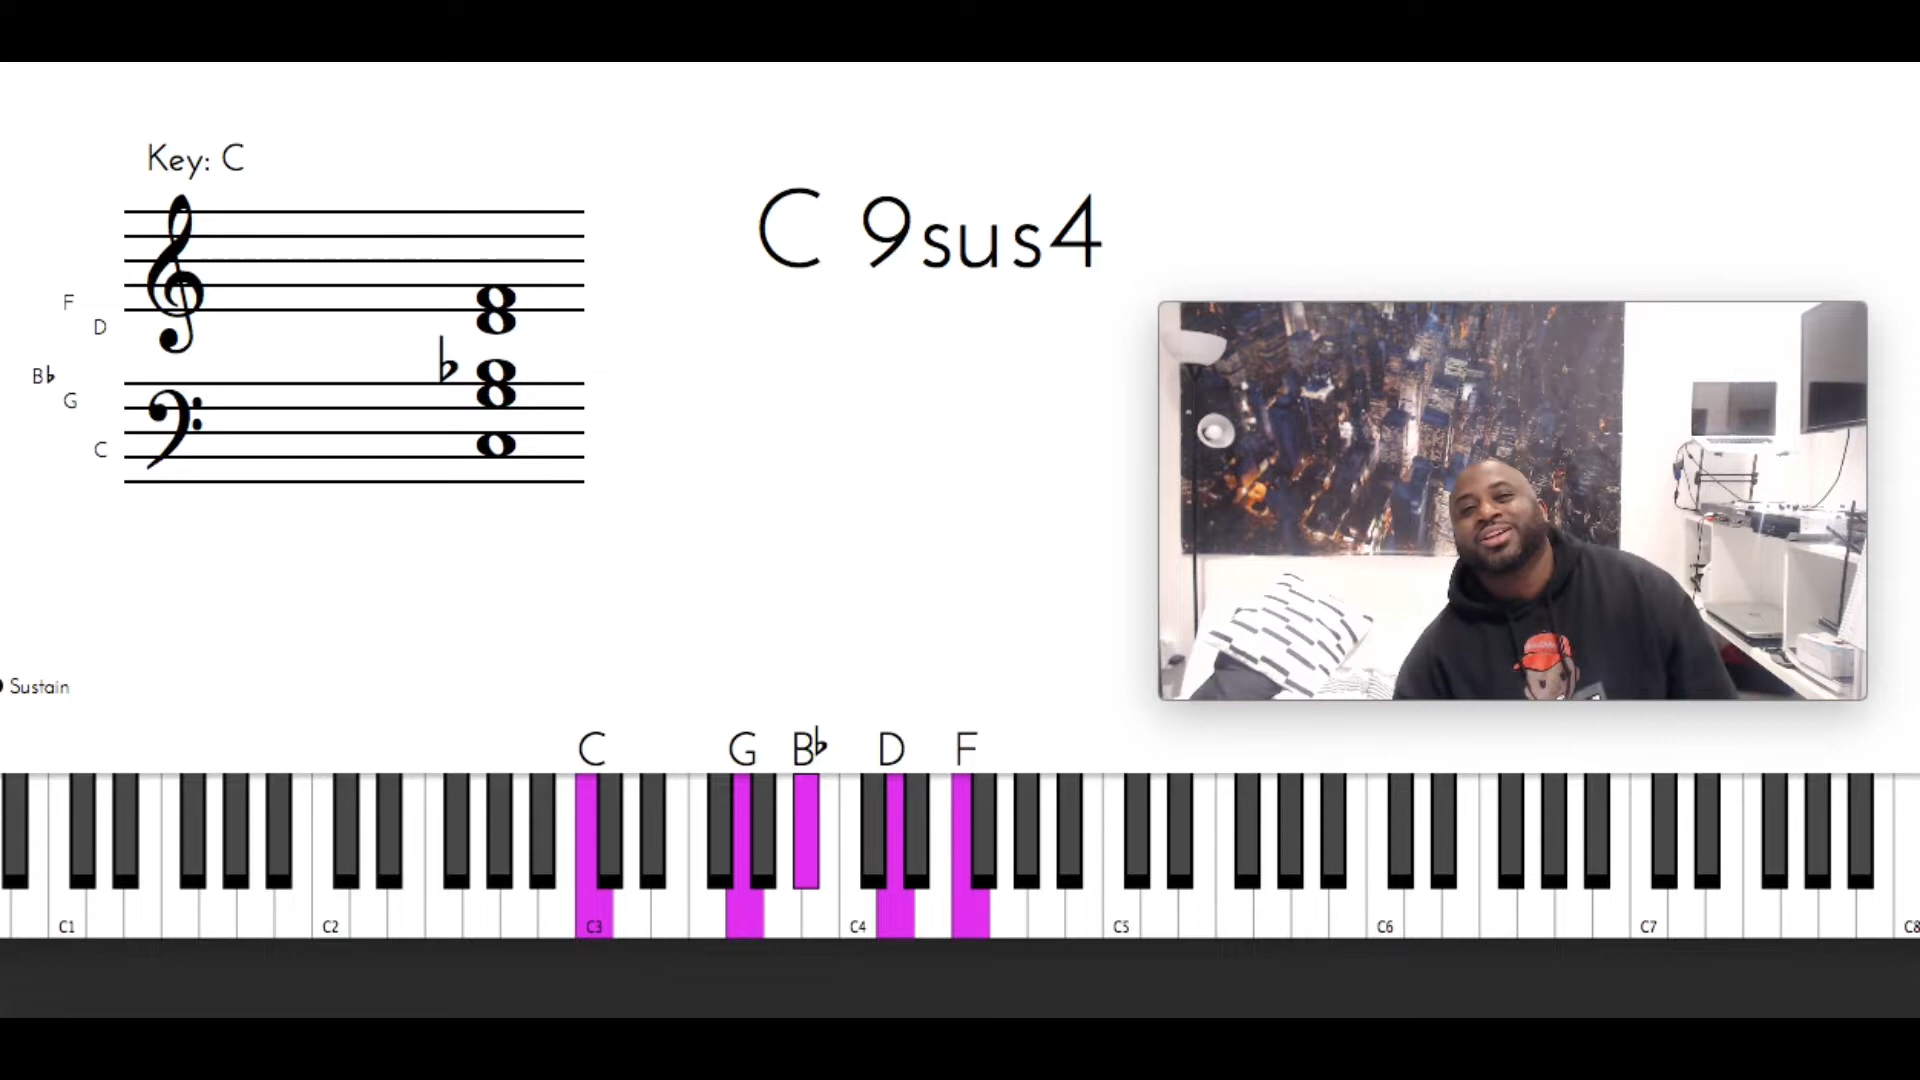 Key: C
C 9sus4
F
D
B♭
G
C
Sustain
C G B♭ D F
C1 C2 C3 C4 C5 C6 C7 C8